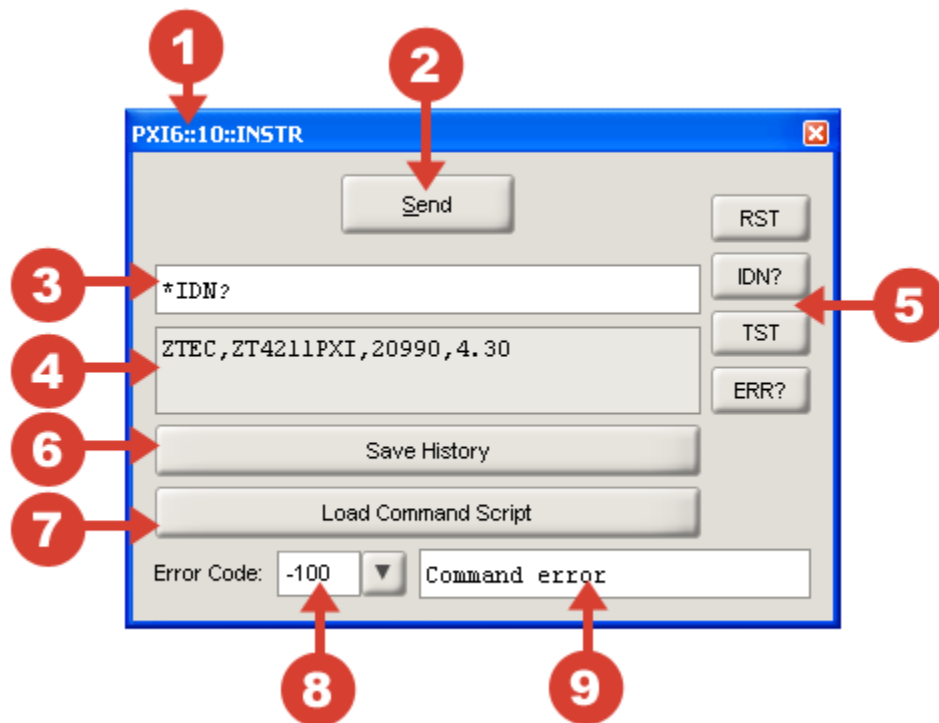 1
2
PXI6::10::INSTR
Send
RST
3
*IDN?
IDN?
5
4
ZTEC,ZT4211PXI,20990,4.30
TST
ERR?
6
Save History
7
Load Command Script
Error Code: -100 Command error
8
9